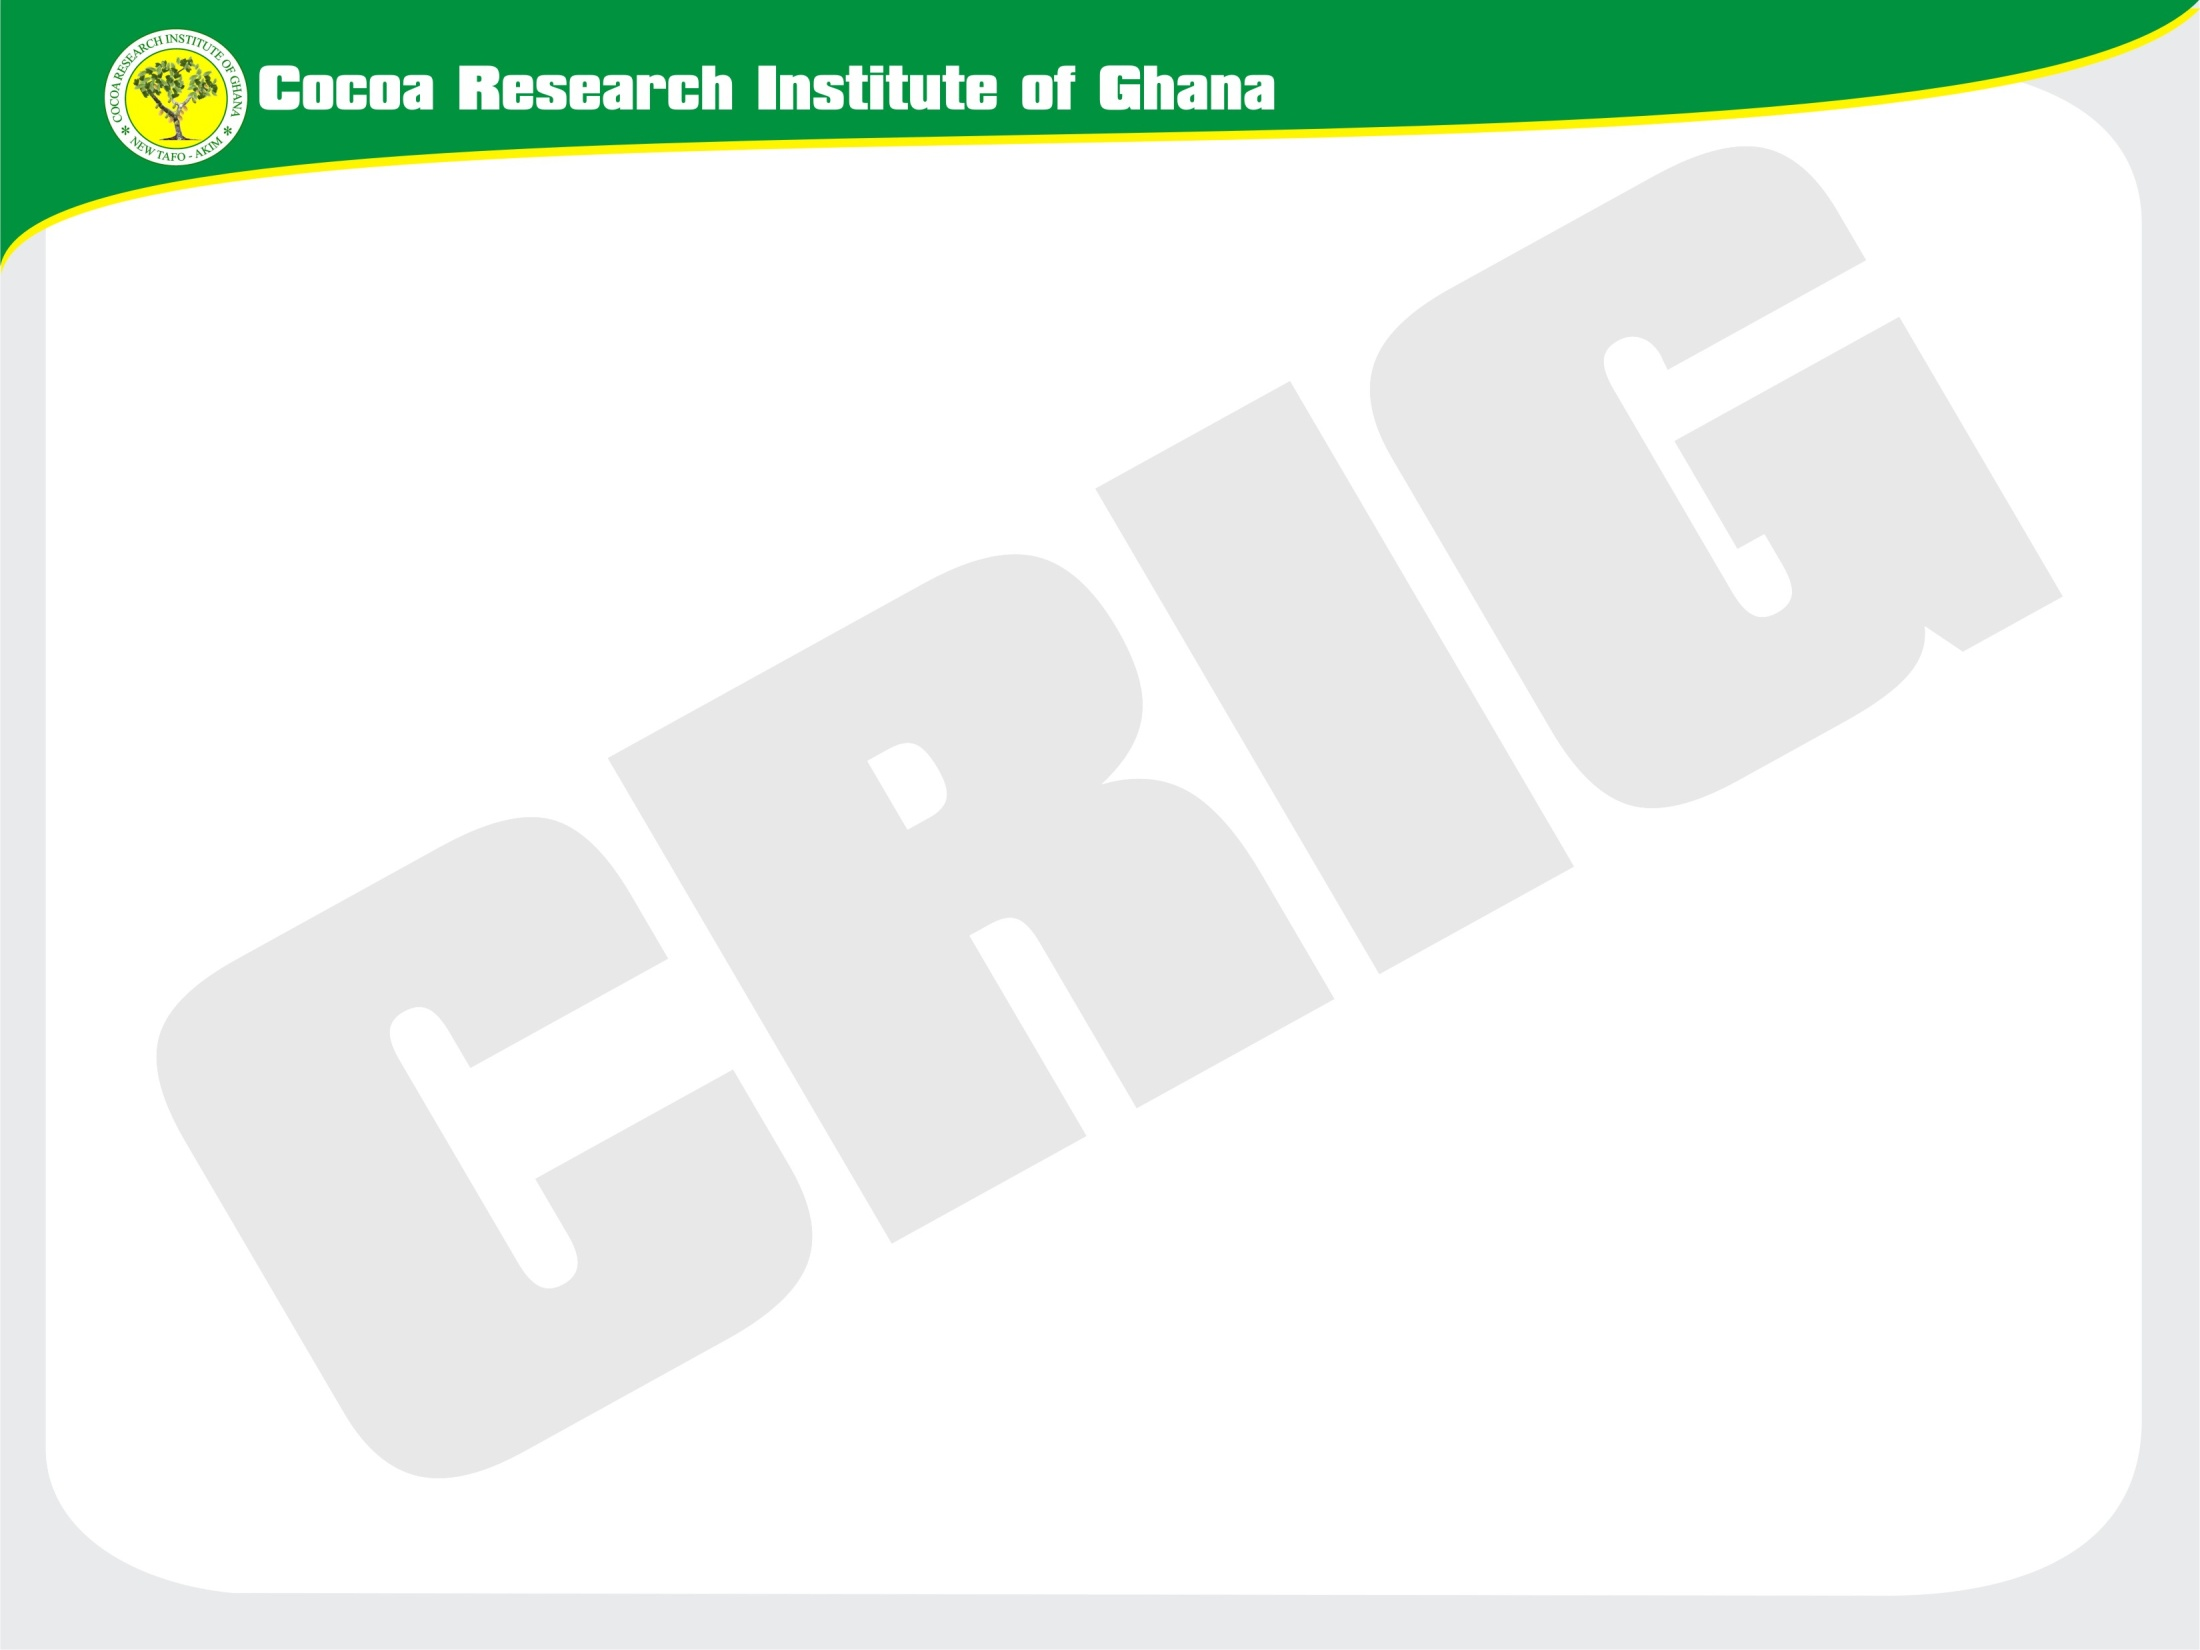 COCOA RESEARCH INSTITUTE OF GHANA
* NEW TAFO - AKIM *
Cocoa Research Institute of Ghana
CRIG